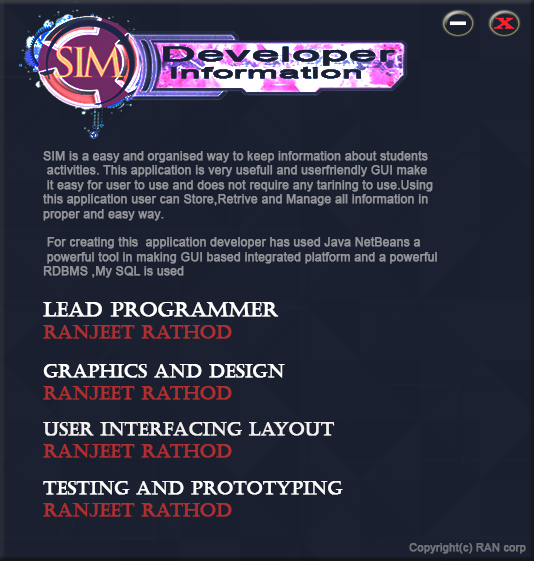 SIM
Developer
Information
X
SIM is a easy and organised way to keep information about students
activities. This application is very usefull and userfriendly GUI make
it easy for user to use and does not require any tarining to use.Using
this application user can Store,Retrive and Manage all information in
proper and easy way.
For creating this application developer has used Java NetBeans a
powerful tool in making GUI based integrated platform and a powerful
RDBMS ,My SQL is used
LEAD PROGRAMMER
RANJEET RATHOD
GRAPHICS AND DESIGN
RANJEET RATHOD
USER INTERFACING LAYOUT
RANJEET RATHOD
TESTING AND PROTOTYPING
RANJEET RATHOD
Copyright(c) RAN corp